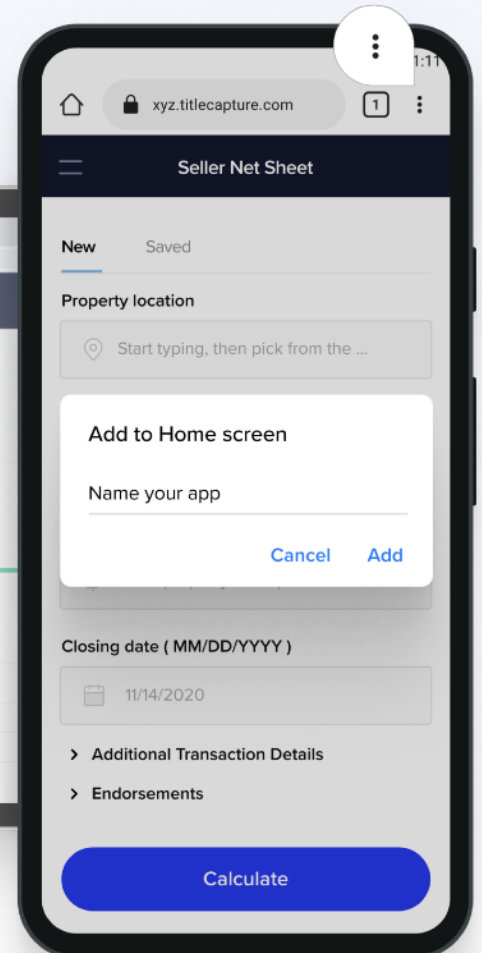 1:11
xyz.titlecapture.com
1
Seller Net Sheet
New Saved
Property location
Start typing, then pick from the ...
Add to Home screen
Name your app
Cancel Add
Closing date ( MM/DD/YYYY )
11/14/2020
Additional Transaction Details
Endorsements
Calculate